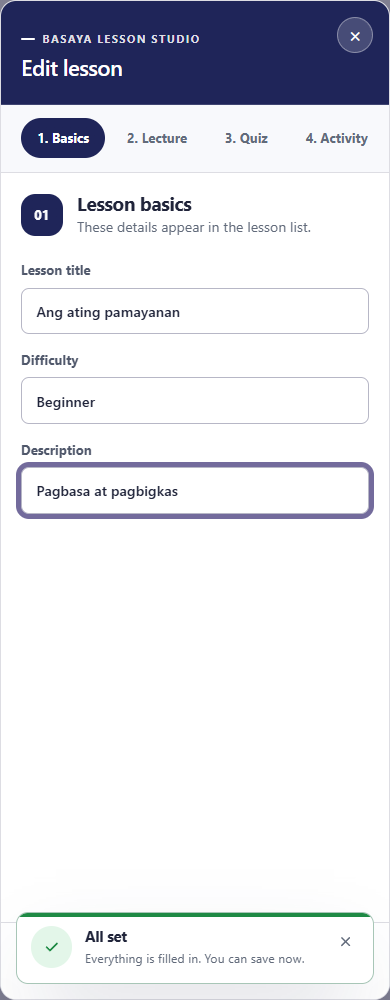 BASAYA LESSON STUDIO
Edit lesson
1. Basics 2. Lecture 3. Quiz 4. Activity
01
Lesson basics
These details appear in the lesson list.
Lesson title
Ang ating pamayanan
Difficulty
Beginner
Description
Pagbasa at pagbigkas
All set
Everything is filled in. You can save now.